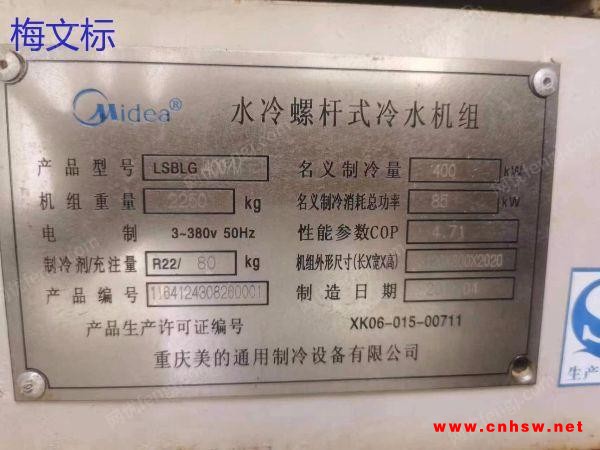 梅文标
Midea®
水冷螺杆式冷水机组
产品型号 LSBLG
名义制冷量 400 kW
机组重量 2250 kg
名义制冷消耗总功率 85 kW
电 制 3~380v 50Hz
性能参数COP 4.71
制冷剂/充注量 R22/ 80 kg
机组外形尺寸(长X宽X高)
产品编号
制造日期
产品生产许可证编号 XK06-015-00711
重庆美的通用制冷设备有限公司
生产
www.cnhsw.net